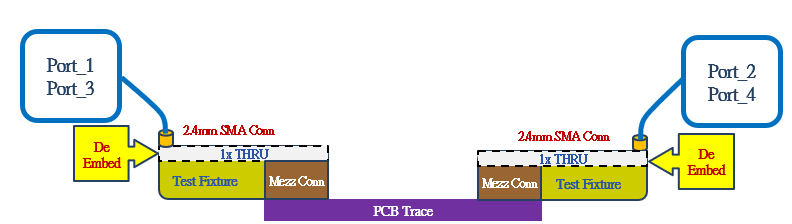 Port_1
Port_3
Port_2
Port_4
2.4mm SMA Conn
2.4mm SMA Conn
De
Embed
1x THRU
1x THRU
De
Embed
Test Fixture
Mezz Conn
Mezz Conn
Test Fixture
PCB Trace